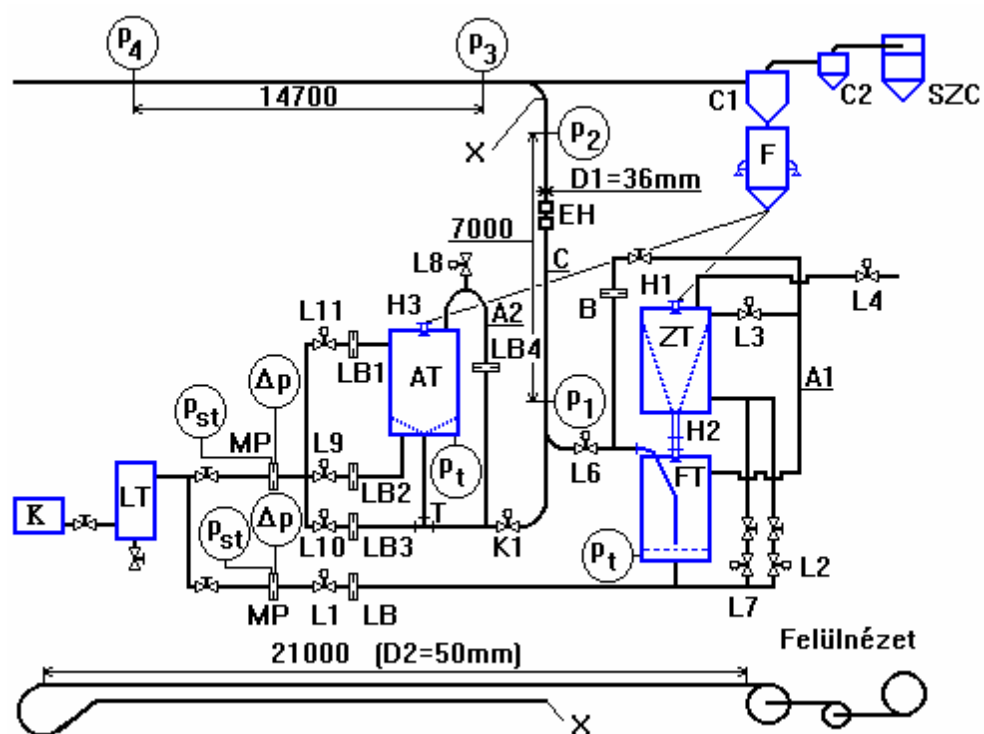 p4
p3
14700
C1
C2
SZC
X
p2
F
D1=36mm
EH
7000
L8
C
H1
L4
L11
H3
A2
B
ZT
L3
LB4
Δp
LB1
AT
A1
pst
p1
MP
L9
H2
pt
L6
FT
LT
LB2
K
Δp
T
pst
L10
LB3
K1
pt
L2
MP
L1
LB
L7
21000 (D2=50mm)
Felülnézet
X